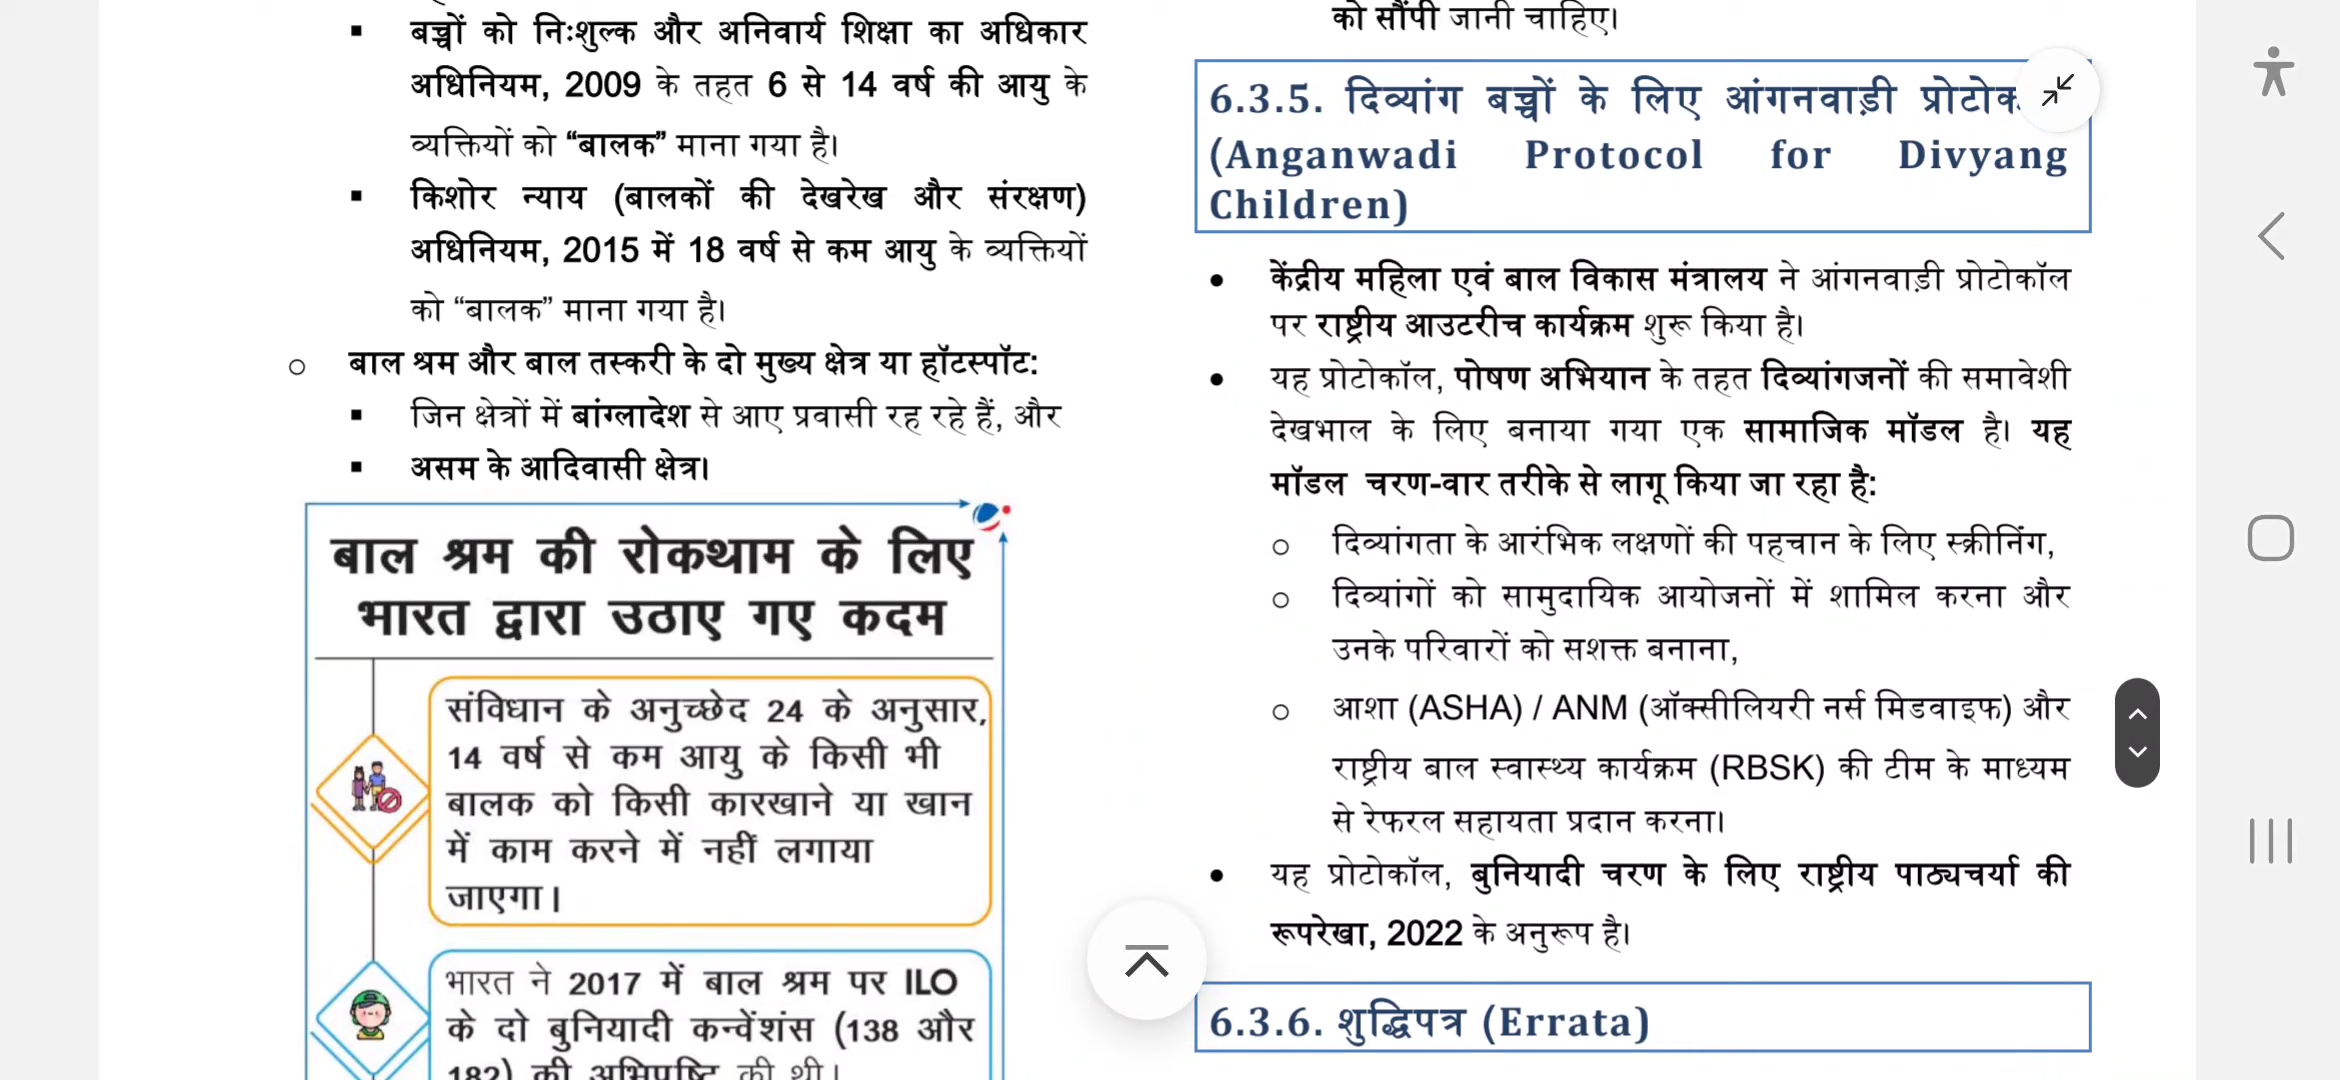 बच्चों को निःशुल्क और अनिवार्य शिक्षा का अधिकार
अधिनियम, 2009 के तहत 6 से 14 वर्ष की आयु के
व्यक्तियों को “बालक” माना गया है।
किशोर न्याय (बालकों की देखरेख और संरक्षण)
अधिनियम, 2015 में 18 वर्ष से कम आयु के व्यक्तियों
को “बालक” माना गया है।
बाल श्रम और बाल तस्करी के दो मुख्य क्षेत्र या हॉटस्पॉट:
जिन क्षेत्रों में बांग्लादेश से आए प्रवासी रह रहे हैं, और
असम के आदिवासी क्षेत्र।
बाल श्रम की रोकथाम के लिए
भारत द्वारा उठाए गए कदम
संविधान के अनुच्छेद 24 के अनुसार,
14 वर्ष से कम आयु के किसी भी
बालक को किसी कारखाने या खान
में काम करने में नहीं लगाया
जाएगा।
भारत ने 2017 में बाल श्रम पर ILO
के दो बुनियादी कन्वेंशंस (138 और
182) की अभिपुष्टि की थी।
को सौंपी जानी चाहिए।
6.3.5. दिव्यांग बच्चों के लिए आंगनवाड़ी
(Anganwadi Protocol for Divyang
Children)
केंद्रीय महिला एवं बाल विकास मंत्रालय ने आंगनवाड़ी प्रोटोकॉल
पर राष्ट्रीय आउटरीच कार्यक्रम शुरू किया है।
यह प्रोटोकॉल, पोषण अभियान के तहत दिव्यांगजनों की समावेशी
देखभाल के लिए बनाया गया एक सामाजिक मॉडल है। यह
मॉडल चरण-वार तरीके से लागू किया जा रहा है:
दिव्यांगता के आरंभिक लक्षणों की पहचान के लिए स्क्रीनिंग,
दिव्यांगों को सामुदायिक आयोजनों में शामिल करना और
उनके परिवारों को सशक्त बनाना,
आशा (ASHA) / ANM (ऑक्सीलियरी नर्स मिडवाइफ) और
राष्ट्रीय बाल स्वास्थ्य कार्यक्रम (RBSK) की टीम के माध्यम
से रेफरल सहायता प्रदान करना।
यह प्रोटोकॉल, बुनियादी चरण के लिए राष्ट्रीय पाठ्यचर्या की
रूपरेखा, 2022 के अनुरूप है।
6.3.6. शुद्धिपत्र (Errata)